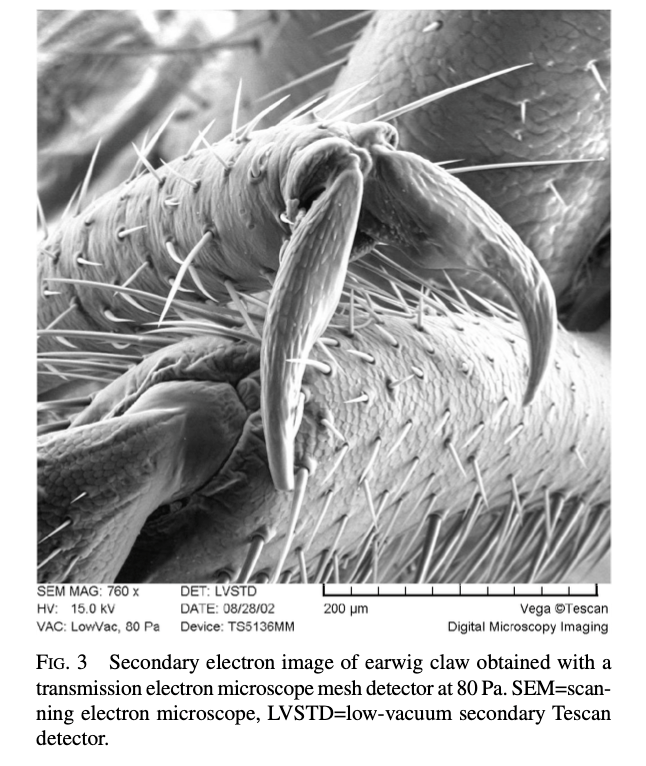 SEM MAG: 760 x DET: LVSTD
HV: 15.0 kV DATE: 08/28/02 200 µm Vega ©Tescan
VAC: LowVac, 80 Pa Device: TS5136MM Digital Microscopy Imaging
FIG. 3 Secondary electron image of earwig claw obtained with a
transmission electron microscope mesh detector at 80 Pa. SEM=scan-
ning electron microscope, LVSTD=low-vacuum secondary Tescan
detector.